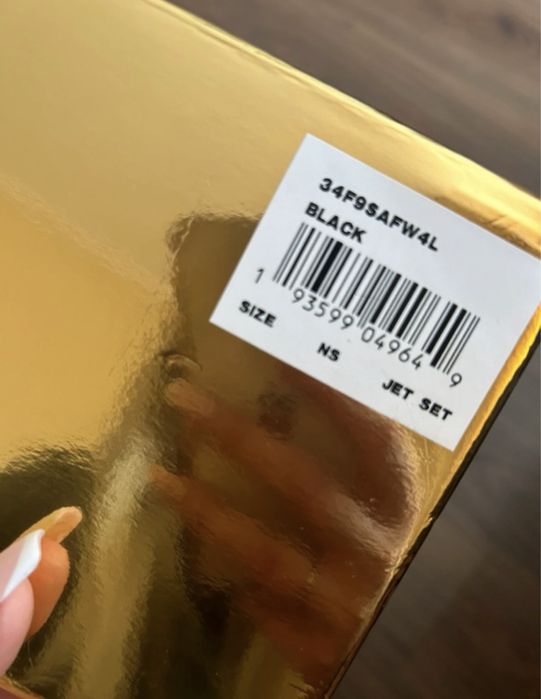 34F9SAFW4L
BLACK
1 93599 04964 9
SIZE NS JET SET